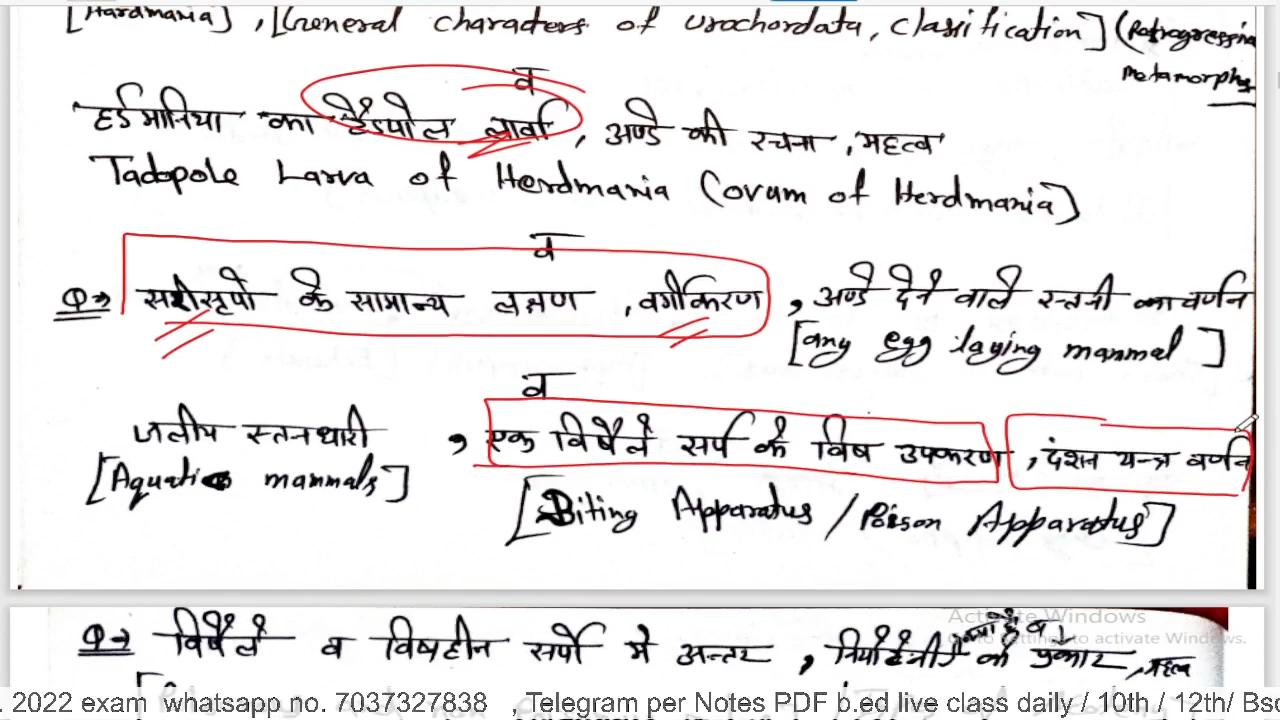 [Hardmania], [General characters of Urochordata, Classification] (Retrogressive
metamorphs
व
हर्डमानिया का टैडपोल लार्वा, अण्डे की रचना, महत्व
Tadpole Larva of Herdmania (ovum of Herdmania]
व
Q→ सरीसृपो के सामान्य लक्षण, वर्गीकरण, अण्डे देने वाले स्तनी का वर्णन
[any egg laying mammal]
व
जलीय स्तनधारी, एक विषैले सर्प के विष उपकरण, दंशन यन्त्र वर्णन
[Aquatic mammals] [Biting Apparatus / Poison Apparatus]
Q→ विषैले व विषहीन सर्पो मे अन्तर, के प्रकार, महत्व
Activate Windows
Go to Settings to activate Windows.
. 2022 exam whatsapp no. 7037327838 , Telegram per Notes PDF b.ed live class daily / 10th / 12th/ Bsc